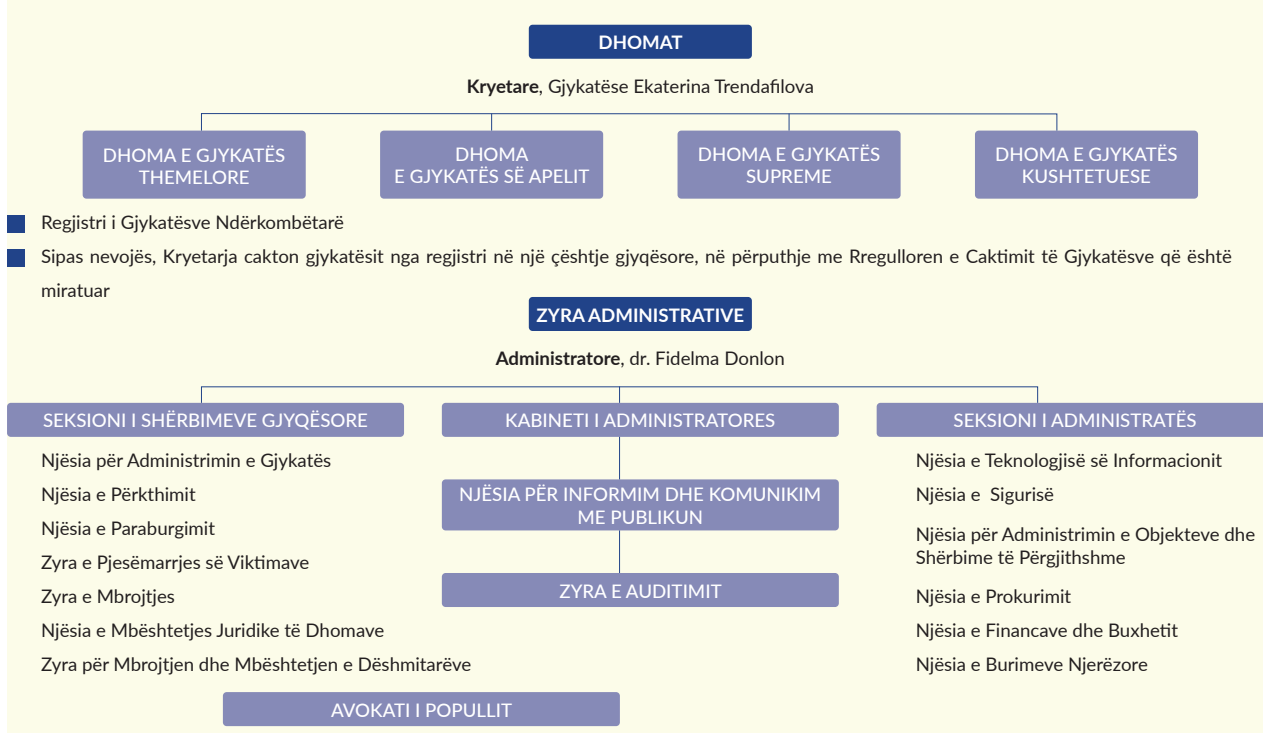 DHOMAT
Kryetare, Gjykatëse Ekaterina Trendafilova
DHOMA E GJYKATËS
THEMELORE
DHOMA
E GJYKATËS SË APELIT
DHOMA E GJYKATËS
SUPREME
DHOMA E GJYKATËS
KUSHTETUESE
Regjistri i Gjykatësve Ndërkombëtarë
Sipas nevojës, Kryetarja cakton gjykatësit nga regjistri në një çështje gjyqësore, në përputhje me Rregulloren e Caktimit të Gjykatësve që është
miratuar
ZYRA ADMINISTRATIVE
Administratore, dr. Fidelma Donlon
SEKSIONI I SHËRBIMEVE GJYQËSORE
Njësia për Administrimin e Gjykatës
Njësia e Përkthimit
Njësia e Paraburgimit
Zyra e Pjesëmarrjes së Viktimave
Zyra e Mbrojtjes
Njësia e Mbështetjes Juridike të Dhomave
Zyra për Mbrojtjen dhe Mbështetjen e Dëshmitarëve
KABINETI I ADMINISTRATORES
NJËSIA PËR INFORMIM DHE KOMUNIKIM
ME PUBLIKUN
ZYRA E AUDITIMIT
SEKSIONI I ADMINISTRATËS
Njësia e Teknologjisë së Informacionit
Njësia e Sigurisë
Njësia për Administrimin e Objekteve dhe
Shërbime të Përgjithshme
Njësia e Prokurimit
Njësia e Financave dhe Buxhetit
Njësia e Burimeve Njerëzore
AVOKATI I POPULLIT